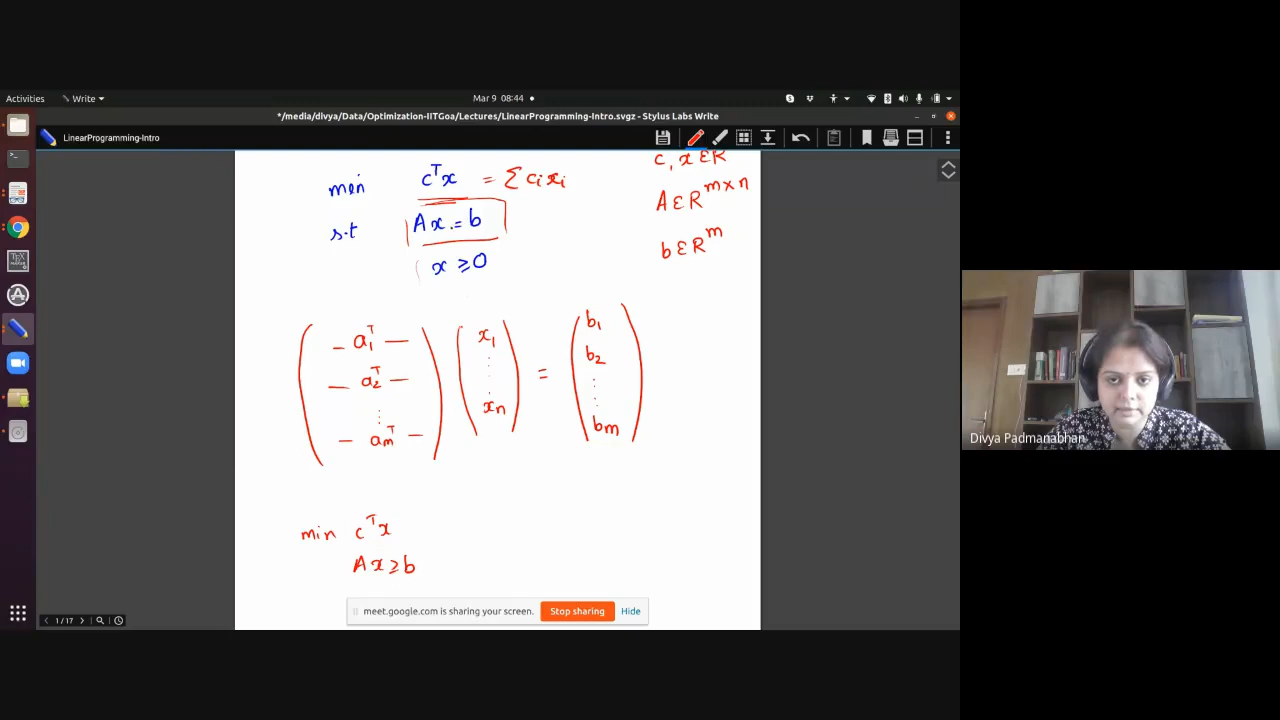 Activities
Write
Mar 9 08:44
*/media/divya/Data/Optimization-IITGoa/Lectures/LinearProgramming-Intro.svgz - Stylus Labs Write
LinearProgramming-Intro
min cᵀx = ∑ cᵢxᵢ
s.t Ax = b
x ≥ 0
c, x ∈ R
A ∈ R^{m×n}
b ∈ R^m
— a₁ᵀ —
— a₂ᵀ —
⋮
— aₘᵀ —
x₁
⋮
xₙ
=
b₁
b₂
⋮
bₘ
min cᵀx
Ax ≥ b
meet.google.com is sharing your screen.
Stop sharing
Hide
1/17
Divya Padmanabhan